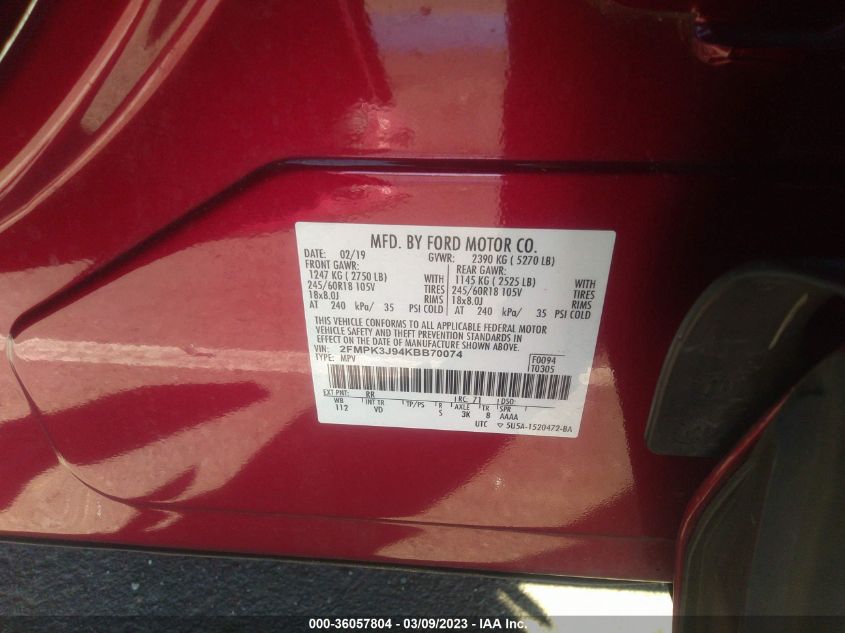 MFD. BY FORD MOTOR CO.
DATE: 02/19 GVWR: 2390 KG ( 5270 LB)
FRONT GAWR: REAR GAWR:
1247 KG ( 2750 LB) WITH 1145 KG ( 2525 LB) WITH
245/60R18 105V TIRES 245/60R18 105V TIRES
18x8.0J RIMS 18x8.0J RIMS
AT 240 kPa/ 35 PSI COLD AT 240 kPa/ 35 PSI COLD
THIS VEHICLE CONFORMS TO ALL APPLICABLE FEDERAL MOTOR
VEHICLE SAFETY AND THEFT PREVENTION STANDARDS IN EFFECT
ON THE DATE OF MANUFACTURE SHOWN ABOVE.
VIN: 2FMPK3J94KBB70074 F0094
TYPE: MPV T0305
EXT PNT: RR RC: 71 DSO:
WB INT TR TP/PS R AXLE TR SPR
112 VD 5 3K 8 AAAA
UTC ▽ 5U5A-1520472-BA
000-36057804 - 03/09/2023 - IAA Inc.